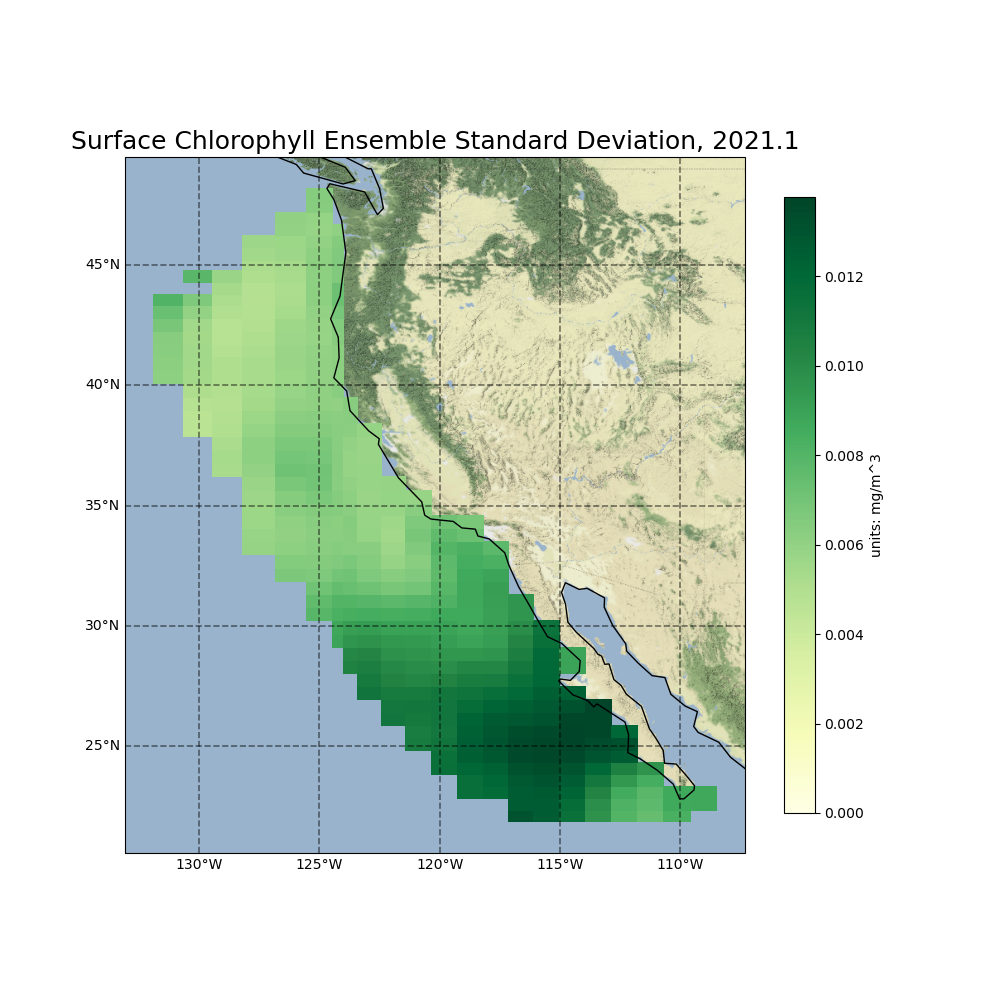 Surface Chlorophyll Ensemble Standard Deviation, 2021.1
45°N
40°N
35°N
30°N
25°N
130°W 125°W 120°W 115°W 110°W
0.012
0.010
0.008
0.006
0.004
0.002
0.000
units: mg/m^3